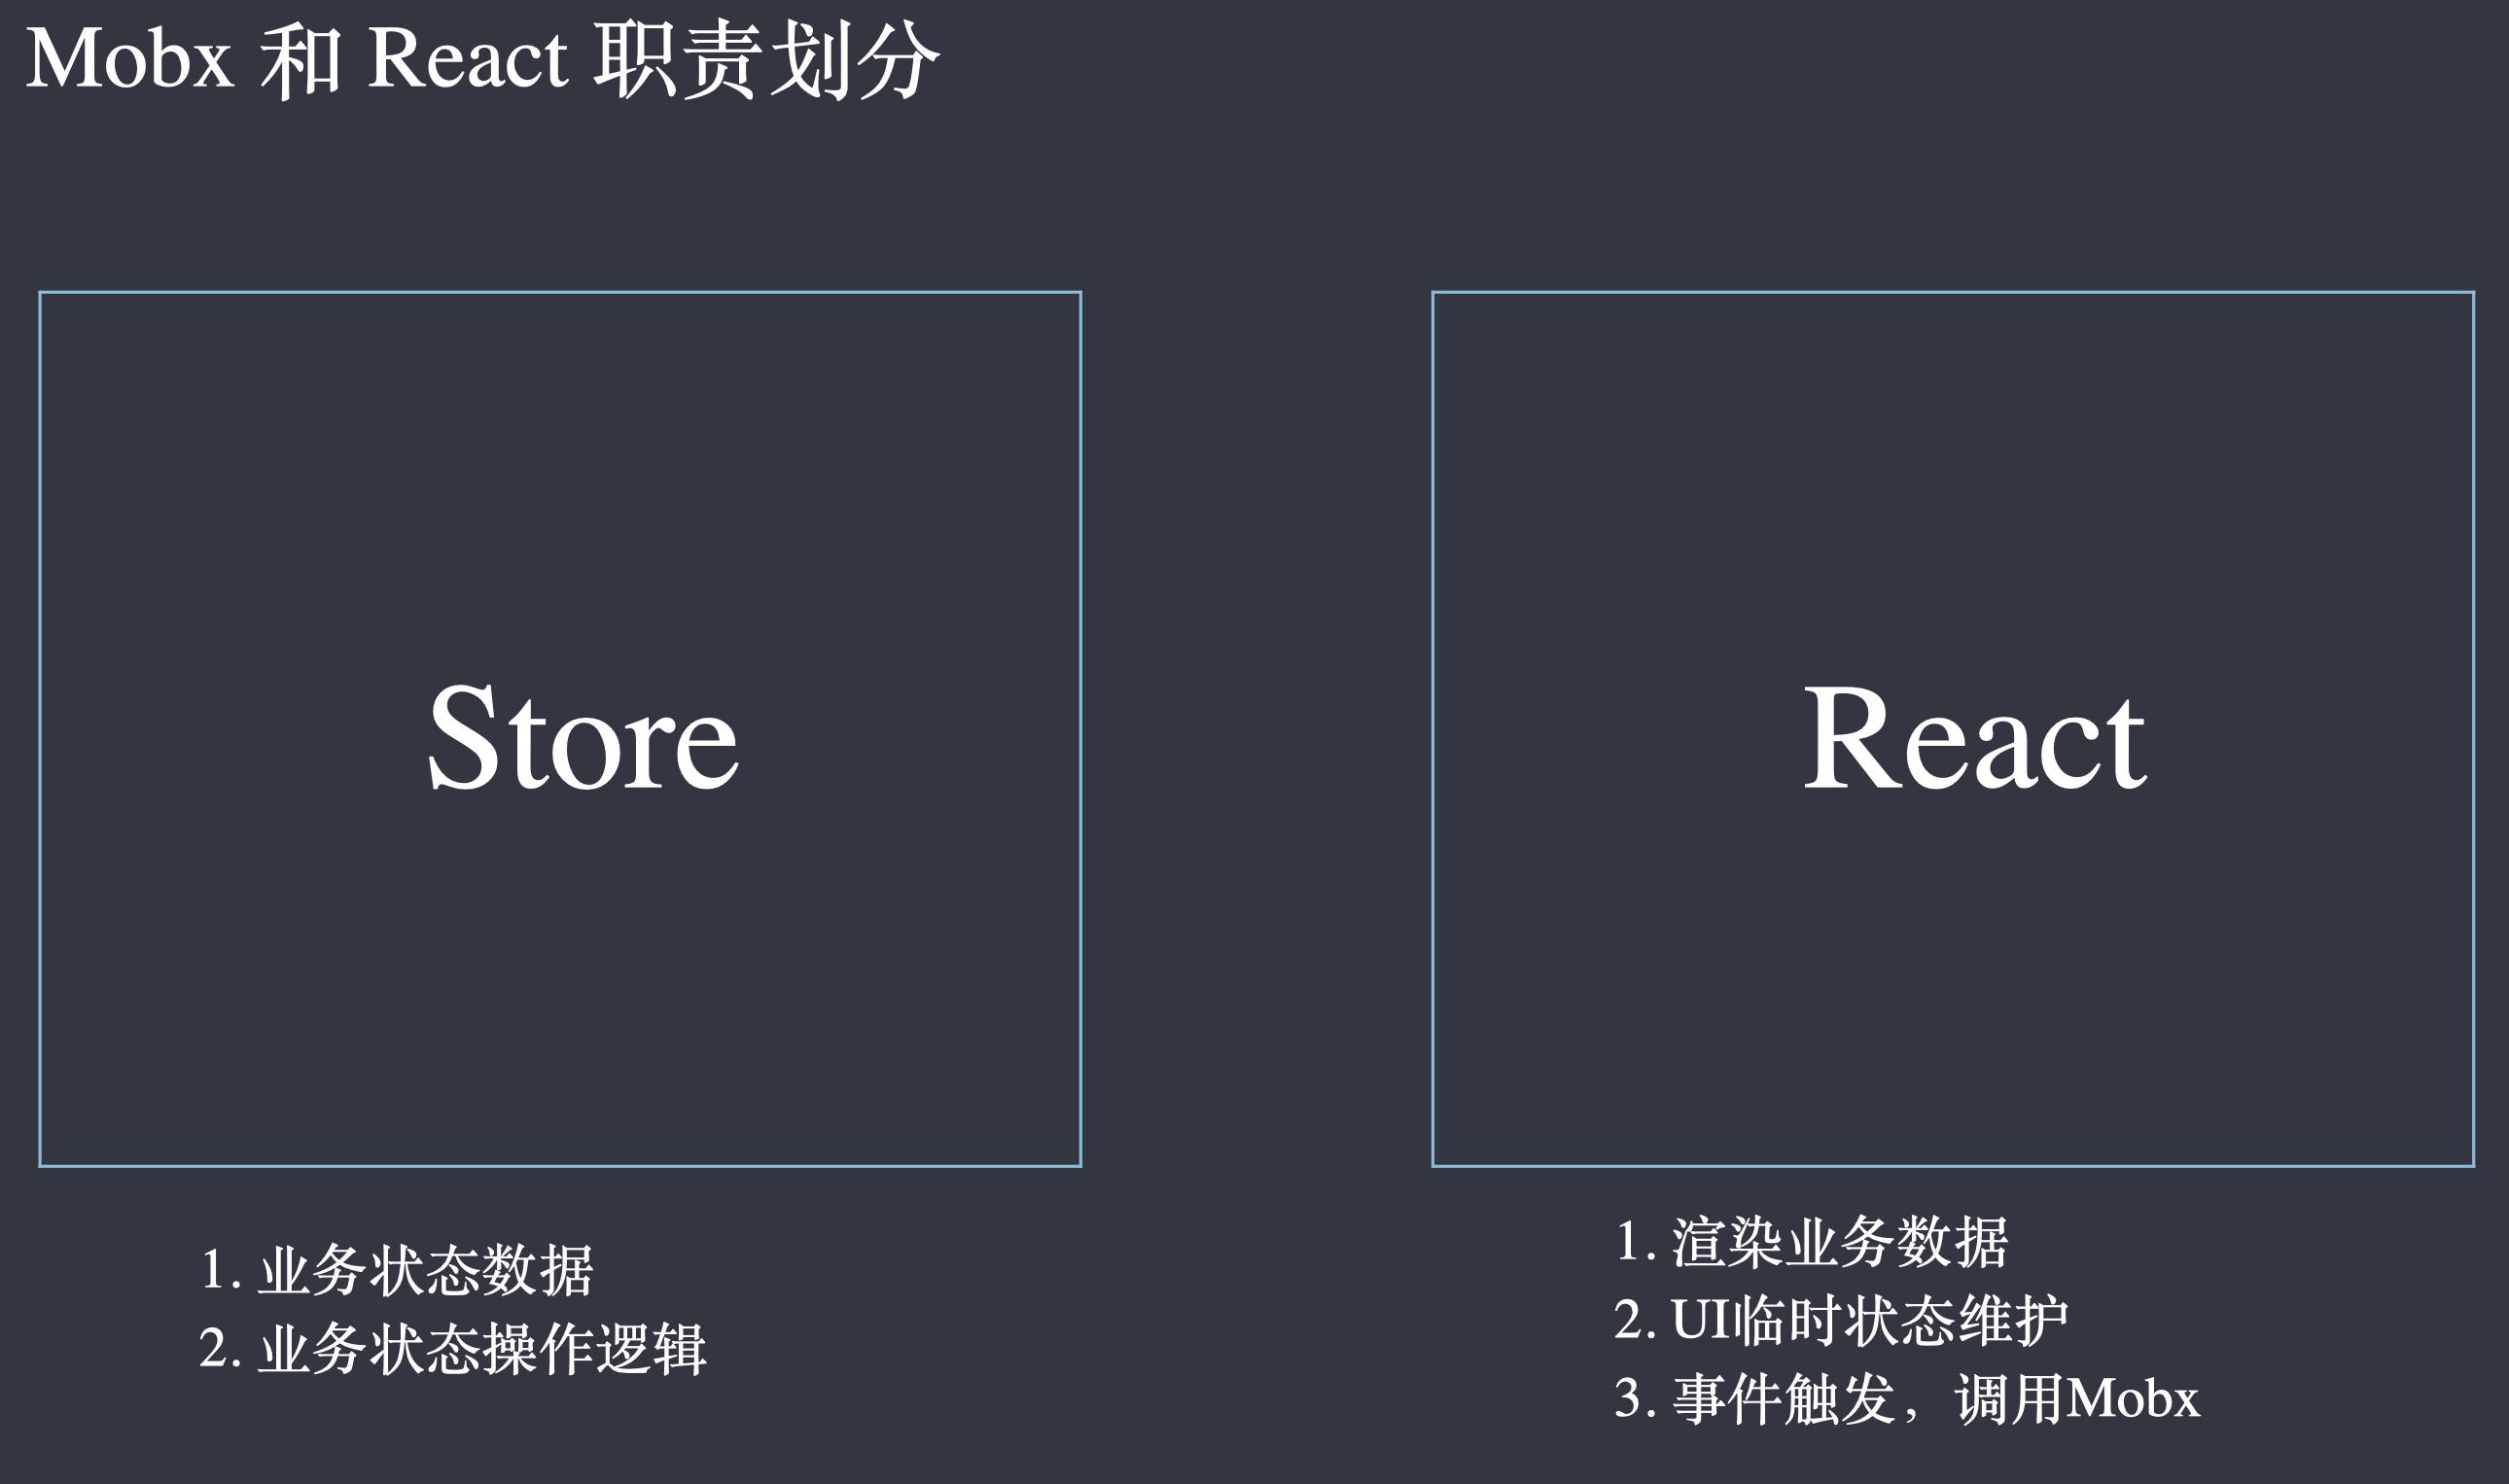 Mobx 和 React 职责划分
Store
React
1. 业务状态数据
2. 业务状态操作逻辑
1. 渲染业务数据
2. UI临时状态维护
3. 事件触发，调用Mobx